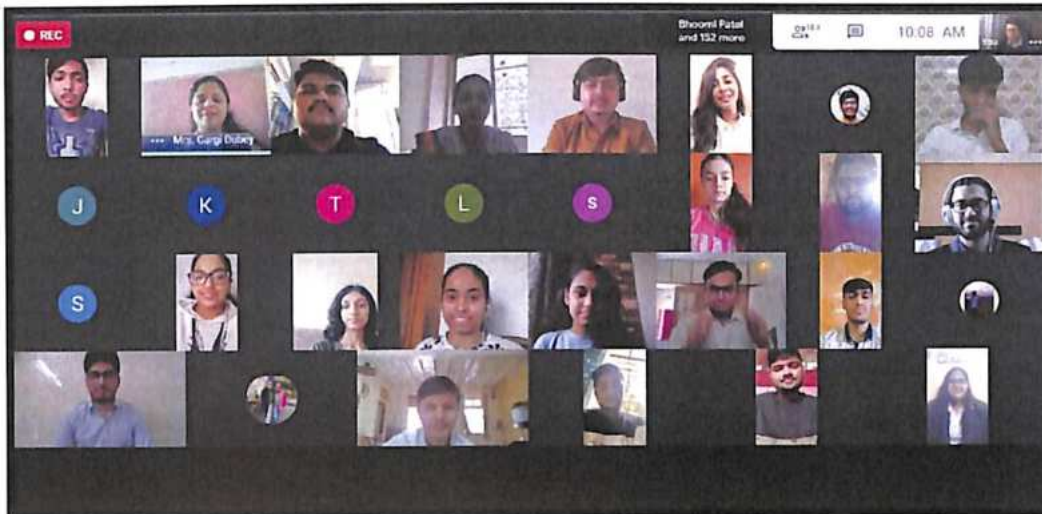 REC
Bhoomi Patel
and 152 more
10:08 AM
••• Mrs. Gargi Dubey
J
K
T
L
S
S